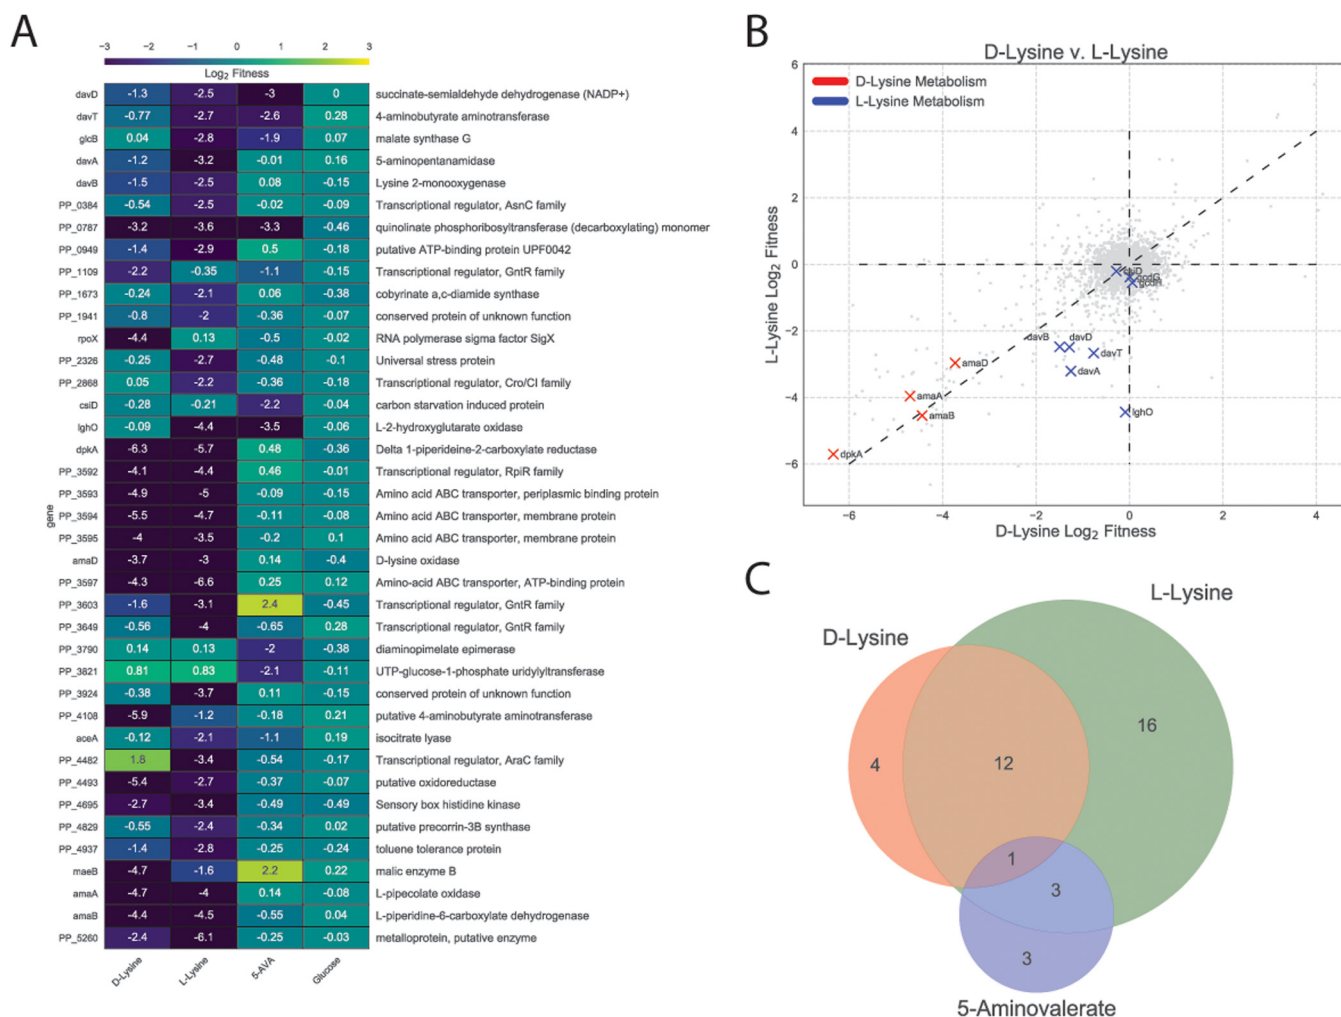 A
−3 −2 −1 0 1 2 3
Log2 Fitness
davD -1.3 -2.5 -3 0 succinate-semialdehyde dehydrogenase (NADP+)
davT -0.77 -2.7 -2.6 0.28 4-aminobutyrate aminotransferase
glcB 0.04 -2.8 -1.9 0.07 malate synthase G
davA -1.2 -3.2 -0.01 0.16 5-aminopentanamidase
davB -1.5 -2.5 0.08 -0.15 Lysine 2-monooxygenase
PP_0384 -0.54 -2.5 -0.02 -0.09 Transcriptional regulator, AsnC family
PP_0787 -3.2 -3.6 -3.3 -0.46 quinolinate phosphoribosyltransferase (decarboxylating) monomer
PP_0949 -1.4 -2.9 0.5 -0.18 putative ATP-binding protein UPF0042
PP_1109 -2.2 -0.35 -1.1 -0.15 Transcriptional regulator, GntR family
PP_1673 -0.24 -2.1 0.06 -0.38 cobyrinate a,c-diamide synthase
PP_1941 -0.8 -2 -0.36 -0.07 conserved protein of unknown function
rpoX -4.4 0.13 -0.5 -0.02 RNA polymerase sigma factor SigX
PP_2328 -0.25 -2.7 -0.48 -0.1 Universal stress protein
PP_2868 0.05 -2.2 -0.36 -0.18 Transcriptional regulator, Cro/CI family
csiD -0.28 -0.21 -2.2 -0.04 carbon starvation induced protein
lghO -0.09 -4.4 -3.5 -0.06 L-2-hydroxyglutarate oxidase
dpkA -6.3 -5.7 0.48 -0.36 Delta 1-piperideine-2-carboxylate reductase
PP_3592 -4.1 -4.4 0.46 -0.01 Transcriptional regulator, RpiR family
PP_3593 -4.9 -5 -0.09 -0.15 Amino acid ABC transporter, periplasmic binding protein
PP_3594 -5.5 -4.7 -0.11 -0.08 Amino acid ABC transporter, membrane protein
gene
PP_3595 -4 -3.5 -0.2 0.1 Amino acid ABC transporter, membrane protein
amaD -3.7 -3 0.14 -0.4 D-lysine oxidase
PP_3597 -4.3 -6.6 0.25 0.12 Amino-acid ABC transporter, ATP-binding protein
PP_3603 -1.6 -3.1 2.4 -0.45 Transcriptional regulator, GntR family
PP_3649 -0.56 -4 -0.65 0.28 Transcriptional regulator, GntR family
PP_3790 0.14 0.13 -2 -0.38 diaminopimelate epimerase
PP_3821 0.81 0.83 -2.1 -0.11 UTP-glucose-1-phosphate uridylyltransferase
PP_3924 -0.38 -3.7 0.11 -0.15 conserved protein of unknown function
PP_4108 -5.9 -1.2 -0.18 0.21 putative 4-aminobutyrate aminotransferase
aceA -0.12 -2.1 -1.1 0.19 isocitrate lyase
PP_4482 1.8 -3.4 -0.54 -0.17 Transcriptional regulator, AraC family
PP_4493 -5.4 -2.7 -0.37 -0.07 putative oxidoreductase
PP_4695 -2.7 -3.4 -0.49 -0.49 Sensory box histidine kinase
PP_4829 -0.55 -2.4 -0.34 0.02 putative precorrin-3B synthase
PP_4937 -1.4 -2.8 -0.25 -0.24 toluene tolerance protein
maeB -4.7 -1.6 2.2 0.22 malic enzyme B
amaA -4.7 -4 0.14 -0.08 L-pipecolate oxidase
amaB -4.4 -4.5 -0.55 0.04 L-piperidine-6-carboxylate dehydrogenase
PP_5260 -2.4 -6.1 -0.25 -0.03 metalloprotein, putative enzyme
D-Lysine L-Lysine 5-AVA Glucose
B
D-Lysine v. L-Lysine
D-Lysine Metabolism
L-Lysine Metabolism
L-Lysine Log2 Fitness
6
4
2
0
−2
−4
−6
gcdG
gcdH
davB davD
davT
davA
lghO
amaD
amaA
amaB
dpkA
−6 −4 −2 0 2 4
D-Lysine Log2 Fitness
C
L-Lysine
D-Lysine
16
4 12
1
3
3
5-Aminovalerate